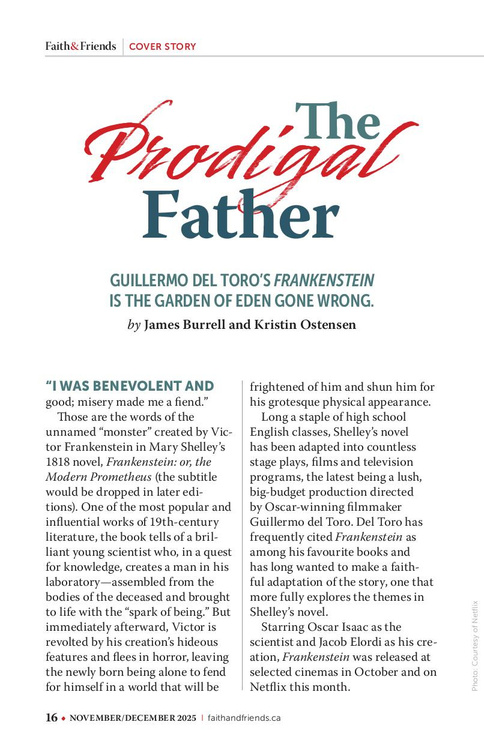 Faith&Friends | COVER STORY
The
Prodigal
Father
GUILLERMO DEL TORO'S FRANKENSTEIN
IS THE GARDEN OF EDEN GONE WRONG.
by James Burrell and Kristin Ostensen
"I WAS BENEVOLENT AND
good; misery made me a fiend."
Those are the words of the
unnamed "monster" created by Vic-
tor Frankenstein in Mary Shelley's
1818 novel, Frankenstein: or, the
Modern Prometheus (the subtitle
would be dropped in later edi-
tions). One of the most popular and
influential works of 19th-century
literature, the book tells of a bril-
liant young scientist who, in a quest
for knowledge, creates a man in his
laboratory—assembled from the
bodies of the deceased and brought
to life with the "spark of being." But
immediately afterward, Victor is
revolted by his creation's hideous
features and flees in horror, leaving
the newly born being alone to fend
for himself in a world that will be
frightened of him and shun him for
his grotesque physical appearance.
Long a staple of high school
English classes, Shelley's novel
has been adapted into countless
stage plays, films and television
programs, the latest being a lush,
big-budget production directed
by Oscar-winning filmmaker
Guillermo del Toro. Del Toro has
frequently cited Frankenstein as
among his favourite books and
has long wanted to make a faith-
ful adaptation of the story, one that
more fully explores the themes in
Shelley's novel.
Starring Oscar Isaac as the
scientist and Jacob Elordi as his cre-
ation, Frankenstein was released at
selected cinemas in October and on
Netflix this month.
Photo: Courtesy of Netflix
16 ♦ NOVEMBER/DECEMBER 2025 | faithandfriends.ca